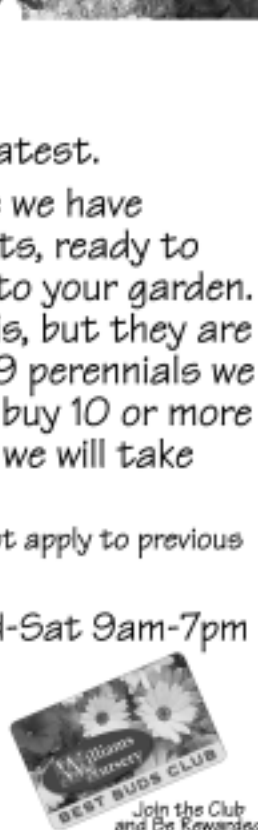 atest.
we have
ts, ready to
to your garden.
s, but they are
9 perennials we
buy 10 or more
we will take
t apply to previous
-Sat 9am-7pm
Williams
Nursery
BEST BUDS CLUB
Join the Club
and Be Rewarded